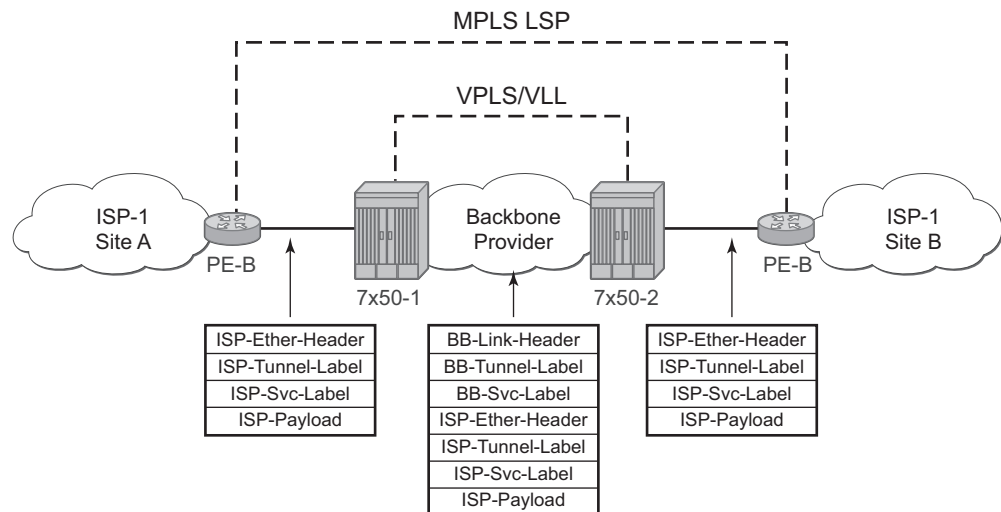 MPLS LSP
VPLS/VLL
ISP-1
Site A
PE-B
7x50-1
Backbone
Provider
7x50-2
PE-B
ISP-1
Site B
ISP-Ether-Header
ISP-Tunnel-Label
ISP-Svc-Label
ISP-Payload
BB-Link-Header
BB-Tunnel-Label
BB-Svc-Label
ISP-Ether-Header
ISP-Tunnel-Label
ISP-Svc-Label
ISP-Payload
ISP-Ether-Header
ISP-Tunnel-Label
ISP-Svc-Label
ISP-Payload